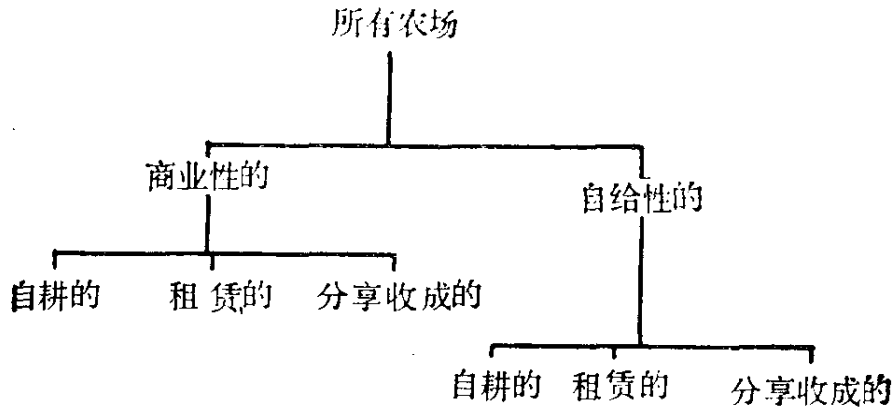 所有农场
商业性的
自给性的
自耕的 租赁的 分享收成的
自耕的 租赁的 分享收成的